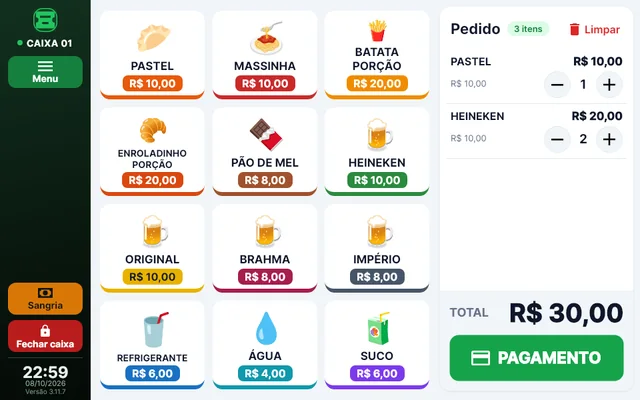 CAIXA 01
Menu
Sangria
Fechar caixa
22:59
08/10/2026
Versão 3.11.7
PASTEL
R$ 10,00
MASSINHA
R$ 10,00
BATATA
PORÇÃO
R$ 20,00
ENROLADINHO
PORÇÃO
R$ 20,00
PÃO DE MEL
R$ 8,00
HEINEKEN
R$ 10,00
ORIGINAL
R$ 10,00
BRAHMA
R$ 8,00
IMPÉRIO
R$ 8,00
REFRIGERANTE
R$ 6,00
ÁGUA
R$ 4,00
SUCO
R$ 6,00
Pedido 3 itens Limpar
PASTEL R$ 10,00
R$ 10,00 − 1 +
HEINEKEN R$ 20,00
R$ 10,00 − 2 +
TOTAL R$ 30,00
PAGAMENTO